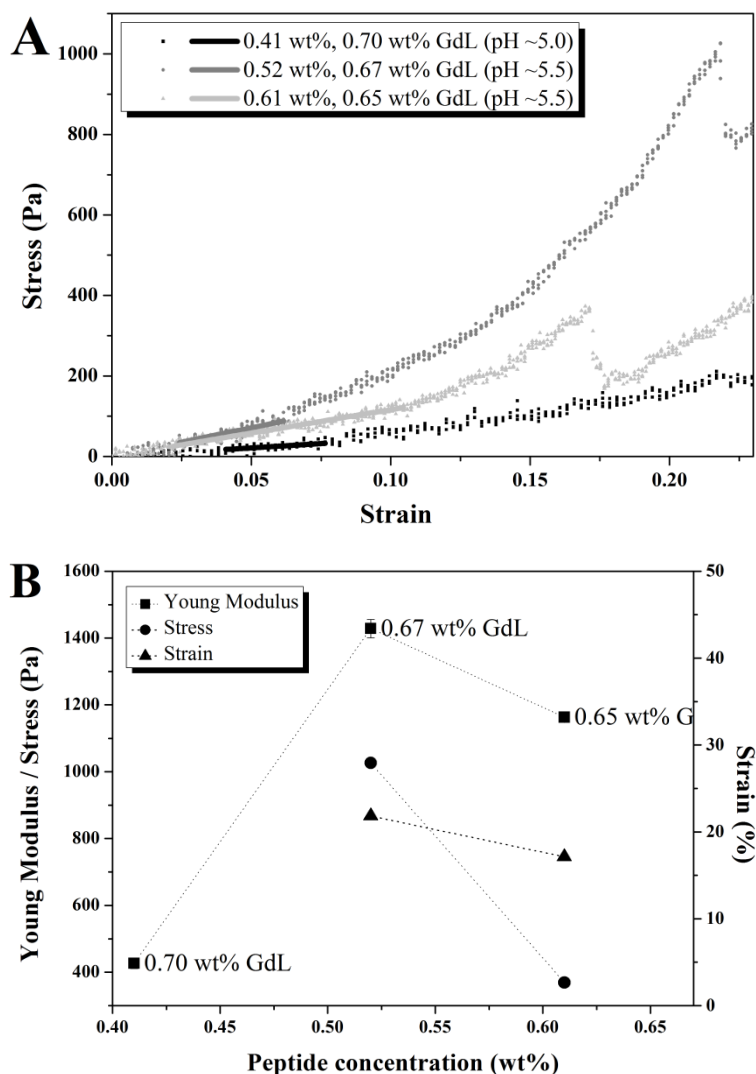 A
0.41 wt%, 0.70 wt% GdL (pH ~5.0)
0.52 wt%, 0.67 wt% GdL (pH ~5.5)
0.61 wt%, 0.65 wt% GdL (pH ~5.5)
1000
800
600
400
200
0
Stress (Pa)
0.00 0.05 0.10 0.15 0.20
Strain
B
Young Modulus
Stress
Strain
1600
1400
1200
1000
800
600
400
Young Modulus / Stress (Pa)
0.67 wt% GdL
0.65 wt% G
0.70 wt% GdL
50
40
30
20
10
0
Strain (%)
0.40 0.45 0.50 0.55 0.60 0.65
Peptide concentration (wt%)